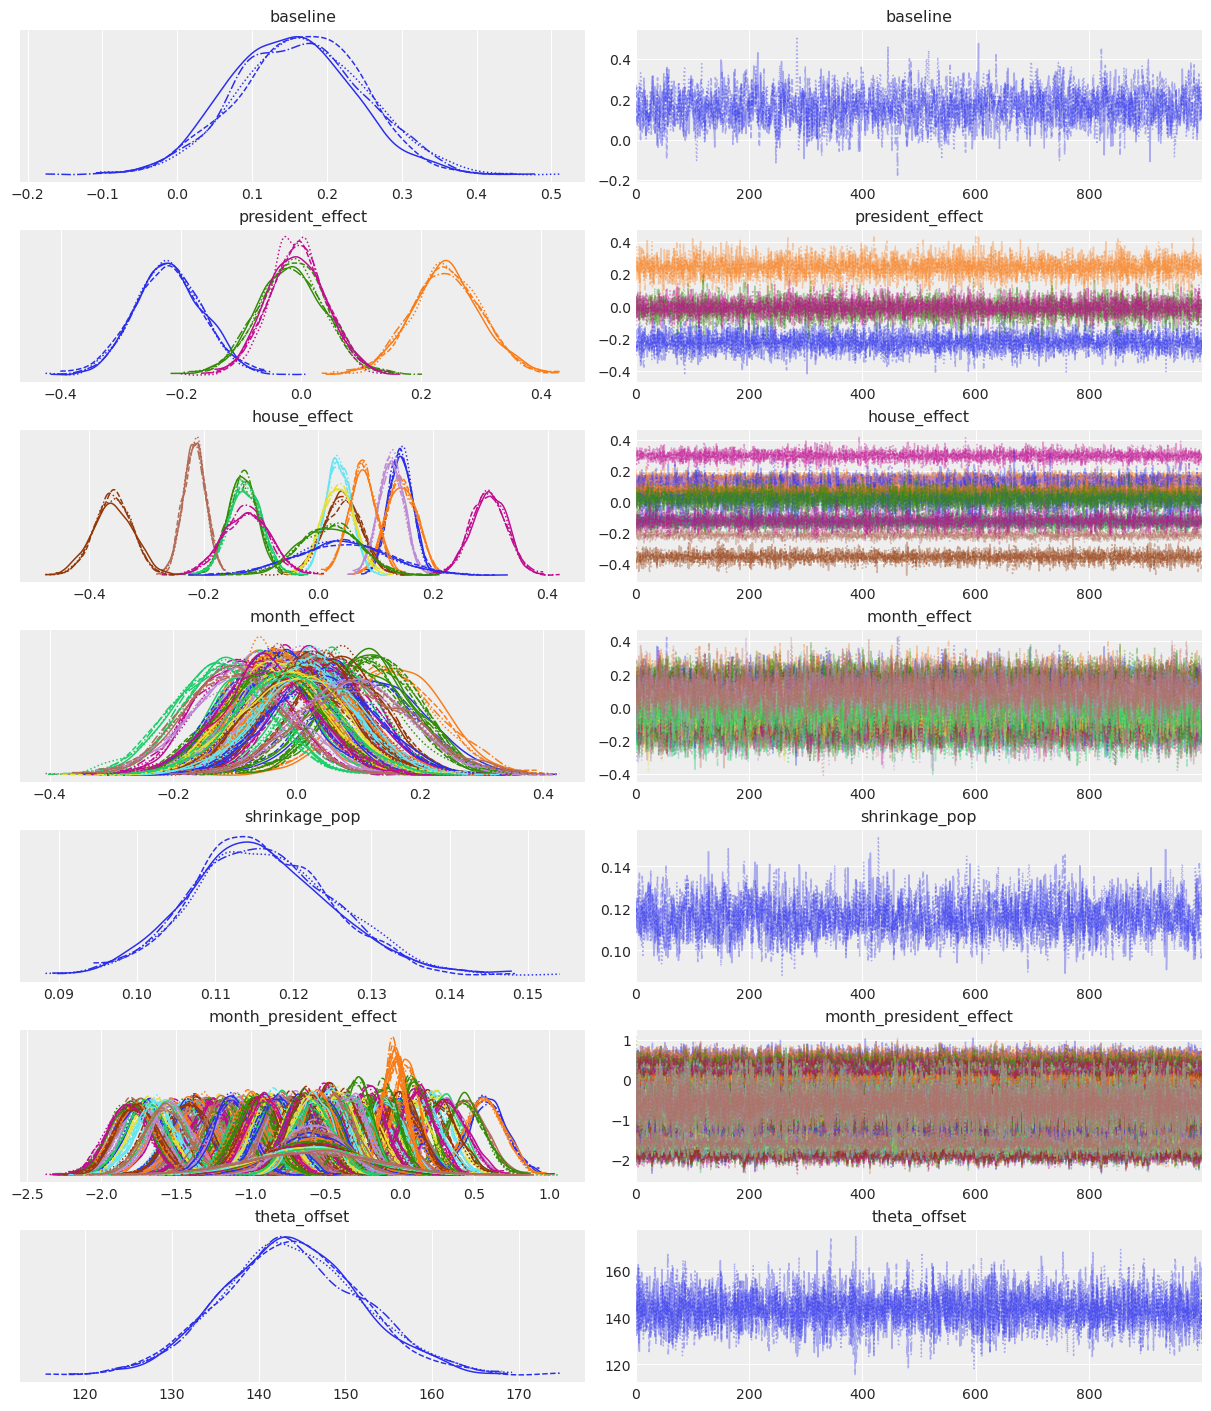 baseline baseline
0.4
0.2
0.0
−0.2
−0.2 −0.1 0.0 0.1 0.2 0.3 0.4 0.5 0 200 400 600 800
president_effect president_effect
0.4
0.2
0.0
−0.2
−0.4
−0.4 −0.2 0.0 0.2 0.4 0 200 400 600 800
house_effect house_effect
0.4
0.2
0.0
−0.2
−0.4
−0.4 −0.2 0.0 0.2 0.4 0 200 400 600 800
month_effect month_effect
0.4
0.2
0.0
−0.2
−0.4
−0.4 −0.2 0.0 0.2 0.4 0 200 400 600 800
shrinkage_pop shrinkage_pop
0.14
0.12
0.10
0.09 0.10 0.11 0.12 0.13 0.14 0.15 0 200 400 600 800
month_president_effect month_president_effect
1
0
−1
−2
−2.5 −2.0 −1.5 −1.0 −0.5 0.0 0.5 1.0 0 200 400 600 800
theta_offset theta_offset
160
140
120
120 130 140 150 160 170 0 200 400 600 800